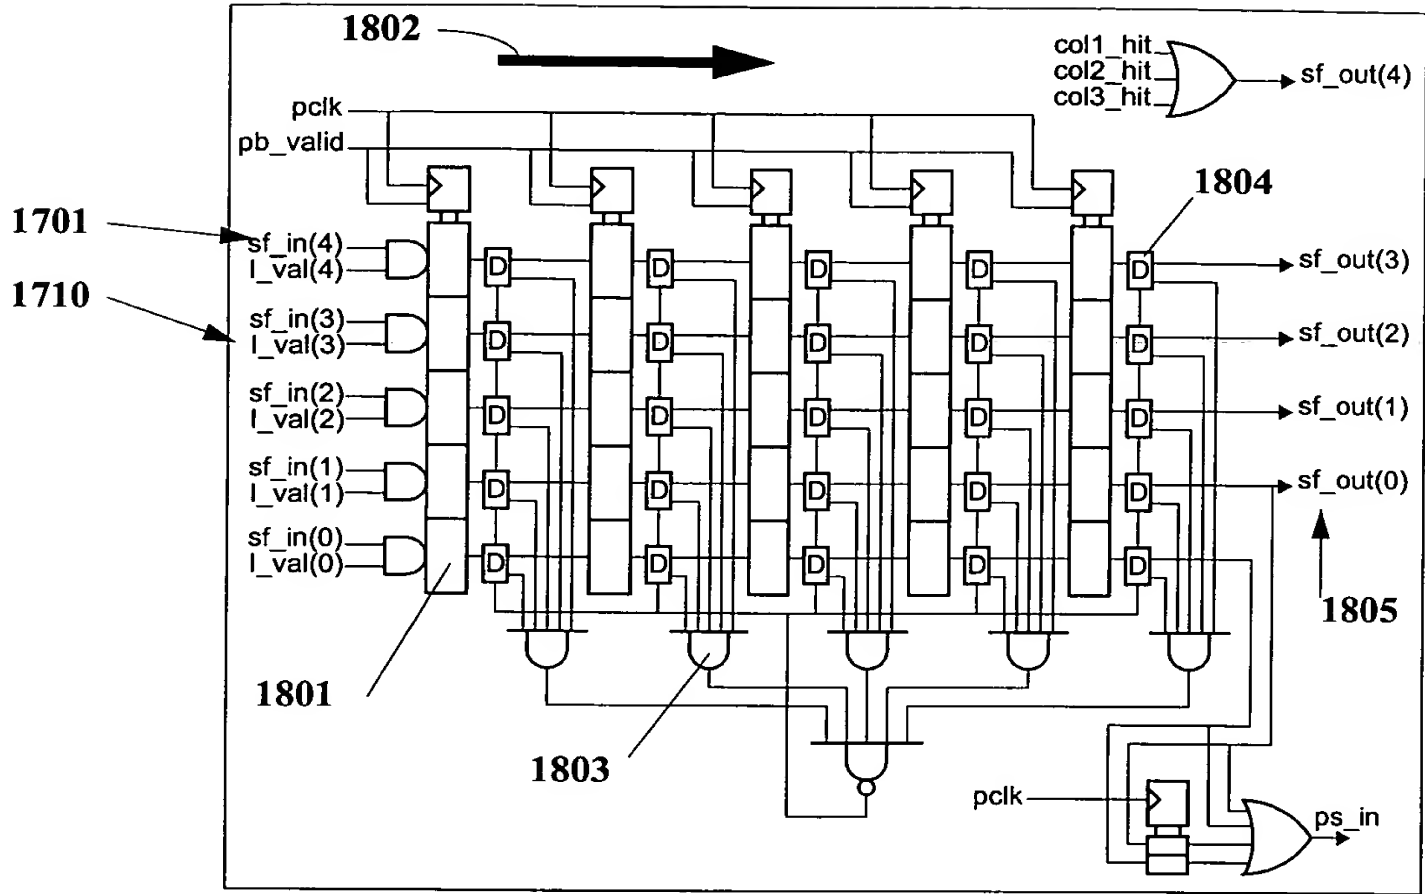 1802
col1_hit
col2_hit
col3_hit
sf_out(4)
pclk
pb_valid
1804
1701
sf_in(4)
l_val(4)
D D D D D
sf_out(3)
1710
sf_in(3)
l_val(3)
D D D D D
sf_out(2)
sf_in(2)
l_val(2)
D D D D D
sf_out(1)
sf_in(1)
l_val(1)
D D D D D
sf_out(0)
sf_in(0)
l_val(0)
D D D D D
1805
1801
1803
pclk
ps_in